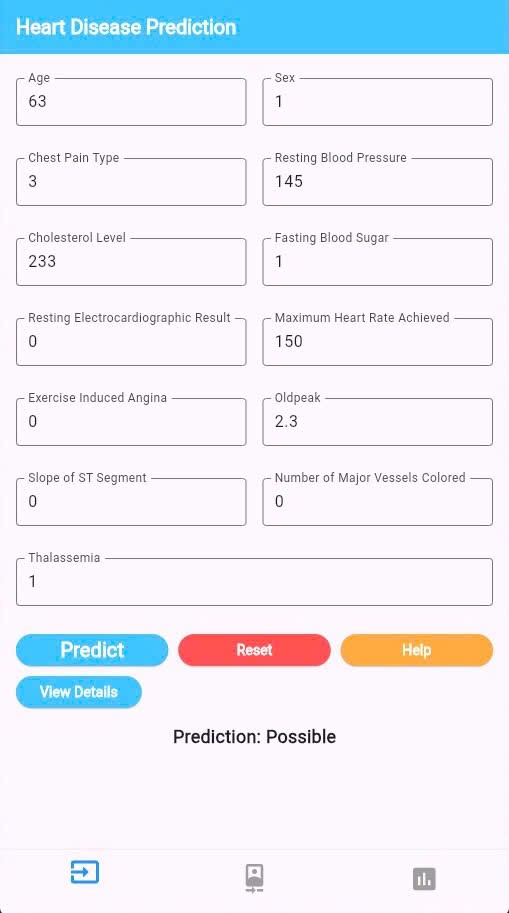 Heart Disease Prediction
Age
Sex
63
1
Chest Pain Type
Resting Blood Pressure
3
145
Cholesterol Level
Fasting Blood Sugar
233
1
Resting Electrocardiographic Result
Maximum Heart Rate Achieved
0
150
Exercise Induced Angina
Oldpeak
0
2.3
Slope of ST Segment
Number of Major Vessels Colored
0
0
Thalassemia
1
Predict
Reset
Help
View Details
Prediction: Possible